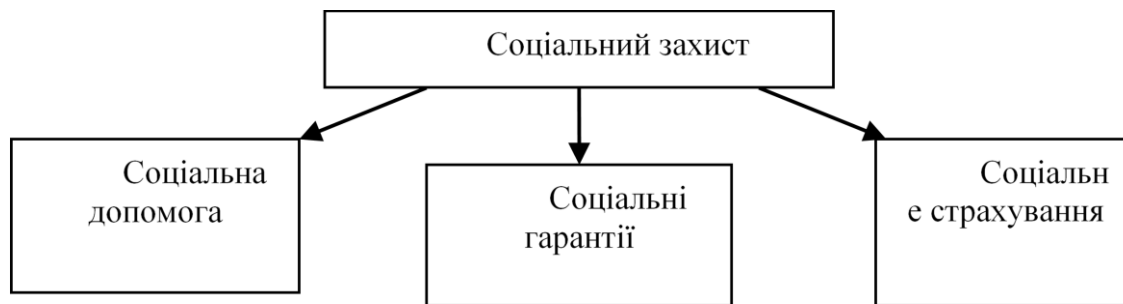 Соціальний захист
Соціальна
допомога
Соціальні
гарантії
Соціальн
е страхування